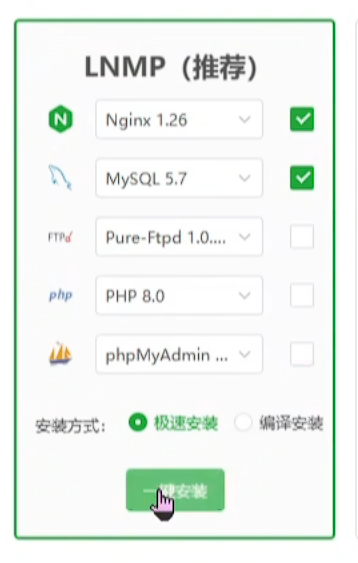 LNMP（推荐）
N Nginx 1.26
MySQL 5.7
FTPd Pure-Ftpd 1.0....
php PHP 8.0
phpMyAdmin ...
安装方式： 极速安装 编译安装
一键安装